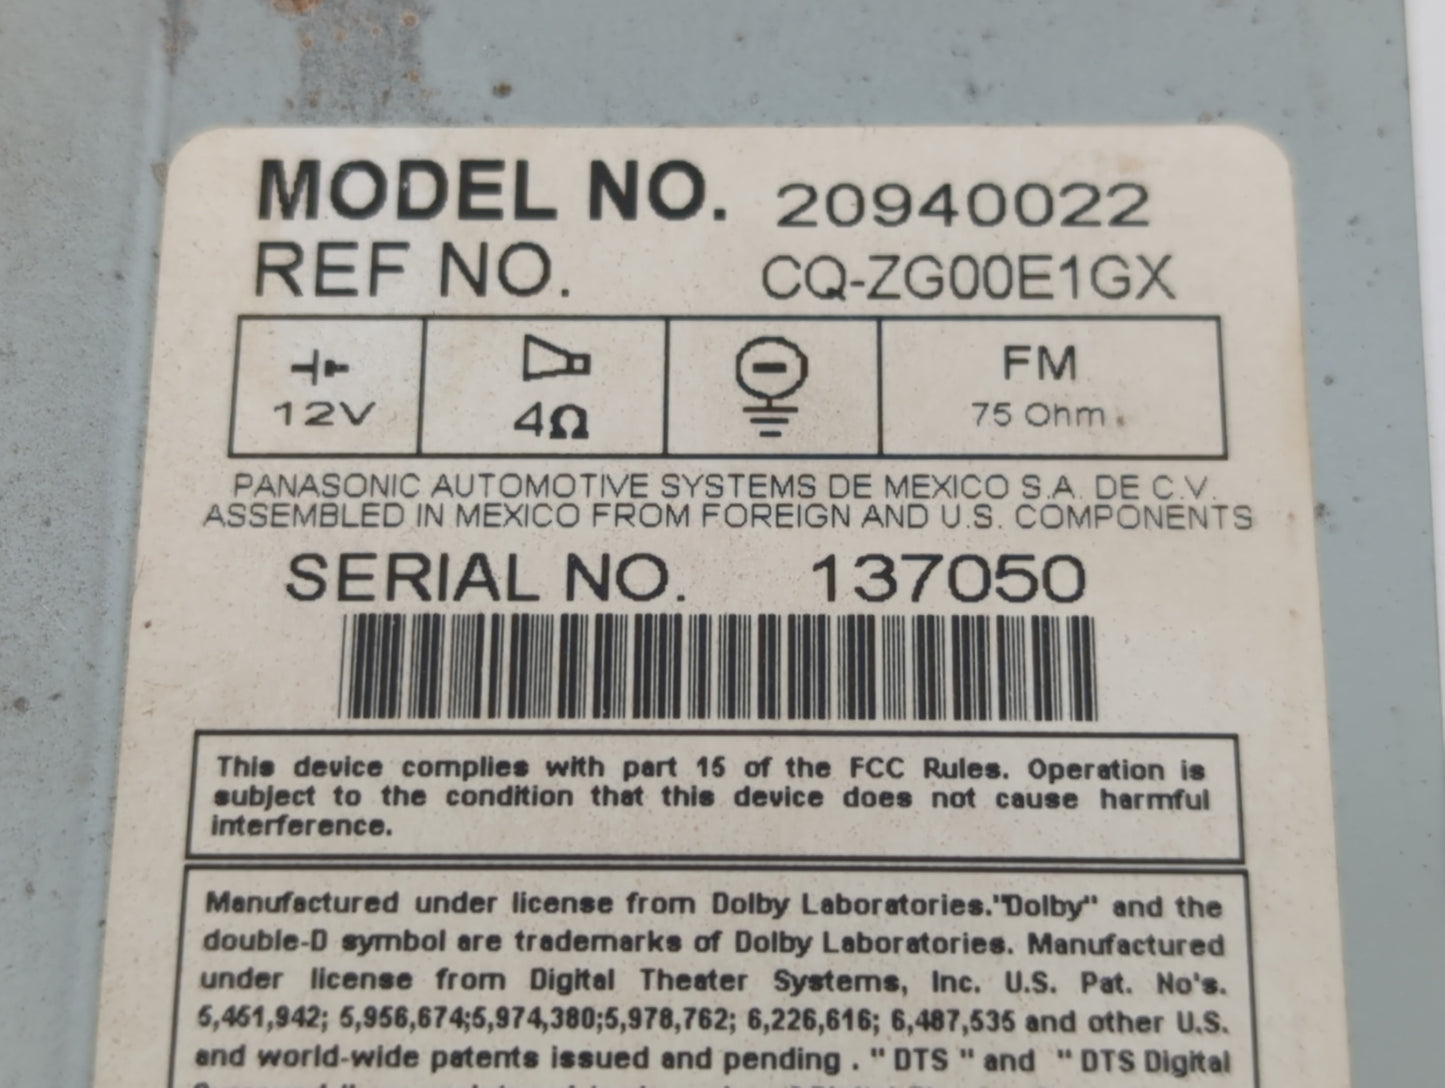 MODEL NO. 20940022
REF NO. CQ-ZG00E1GX
12V 4Ω FM
75 Ohm
PANASONIC AUTOMOTIVE SYSTEMS DE MEXICO S.A. DE C.V.
ASSEMBLED IN MEXICO FROM FOREIGN AND U.S. COMPONENTS
SERIAL NO. 137050
This device complies with part 15 of the FCC Rules. Operation is
subject to the condition that this device does not cause harmful
interference.
Manufactured under license from Dolby Laboratories."Dolby" and the
double-D symbol are trademarks of Dolby Laboratories. Manufactured
under license from Digital Theater Systems, Inc. U.S. Pat. No's.
5,451,942; 5,956,674;5,974,380;5,978,762; 6,226,616; 6,487,535 and other U.S.
and world-wide patents issued and pending . " DTS " and " DTS Digital